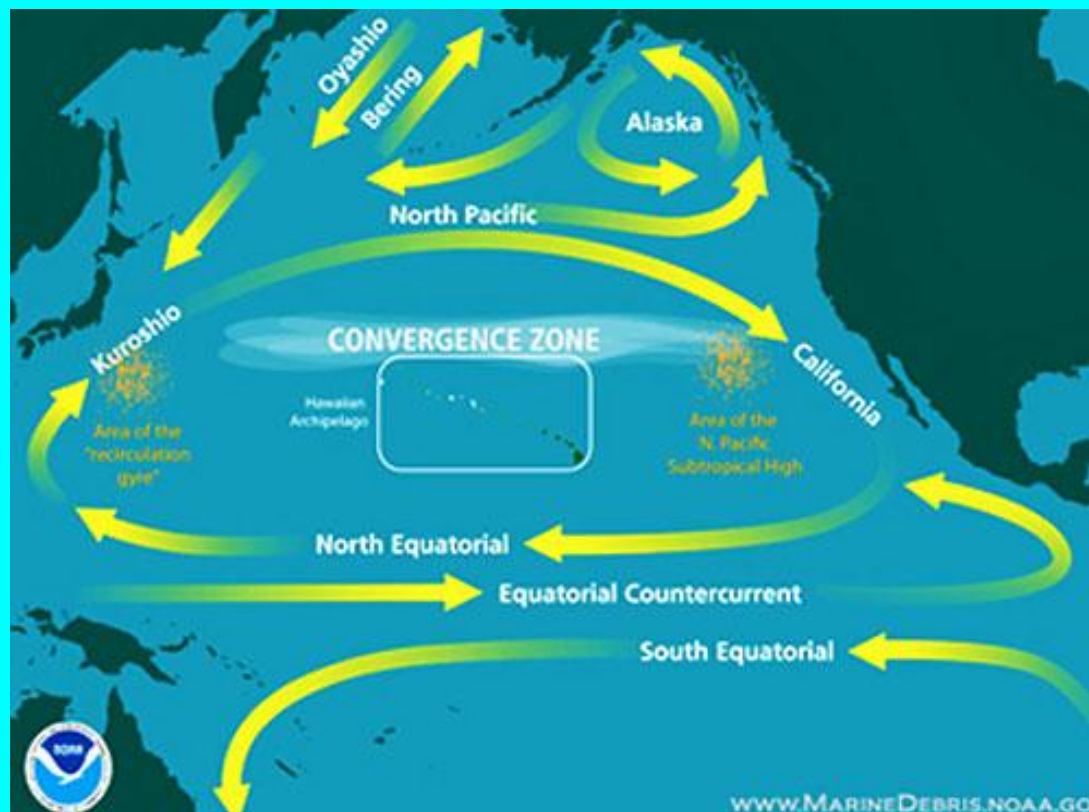 Oyashio
Bering
Alaska
North Pacific
Kuroshio
CONVERGENCE ZONE
California
Hawaiian
Archipelago
Area of the
"recirculation
gyre"
Area of the
N. Pacific
Subtropical High
North Equatorial
Equatorial Countercurrent
South Equatorial
NOAA
WWW.MARINEDEBRIS.NOAA.GO